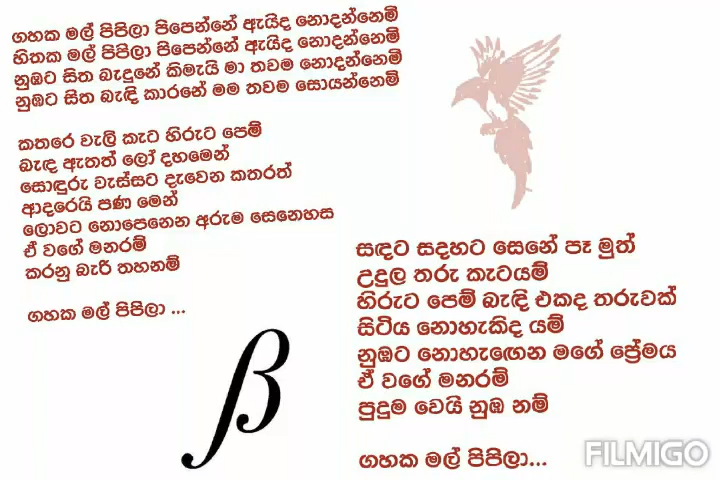 ගහක මල් පිපිලා පිපෙන්නේ ඇයිද නොදන්නෙමි
හිතක මල් පිපිලා පිපෙන්නේ ඇයිද නොදන්නෙමි
නුඹට සිත බැදුනේ කිමැයි මා තවම නොදන්නෙමි
නුඹට සිත බැඳි කාරනේ මම තවම සොයන්නෙමි
කතරෙ වැලි කැට හිරුට පෙම්
බැඳ ඇතත් ලෝ දහමෙන්
සොඳුරු වැස්සට දැවෙන කතරත්
ආදරෙයි පණ මෙන්
ලොවට නොපෙනෙන අරුම සෙනෙහස
ඒ වගේ මනරම්
කරනු බැරි තහනම්
ගහක මල් පිපිලා ...
β
සඳට සදහට සෙනේ පෑ මුත්
උදුල තරු කැටයම්
හිරුට පෙම් බැඳි එකද තරුවක්
සිටිය නොහැකිද යම්
නුඹට නොහැඟෙන මගේ ප්‍රේමය
ඒ වගේ මනරම්
පුදුම වෙයි නුඹ නම්
ගහක මල් පිපිලා...
FILMIGO